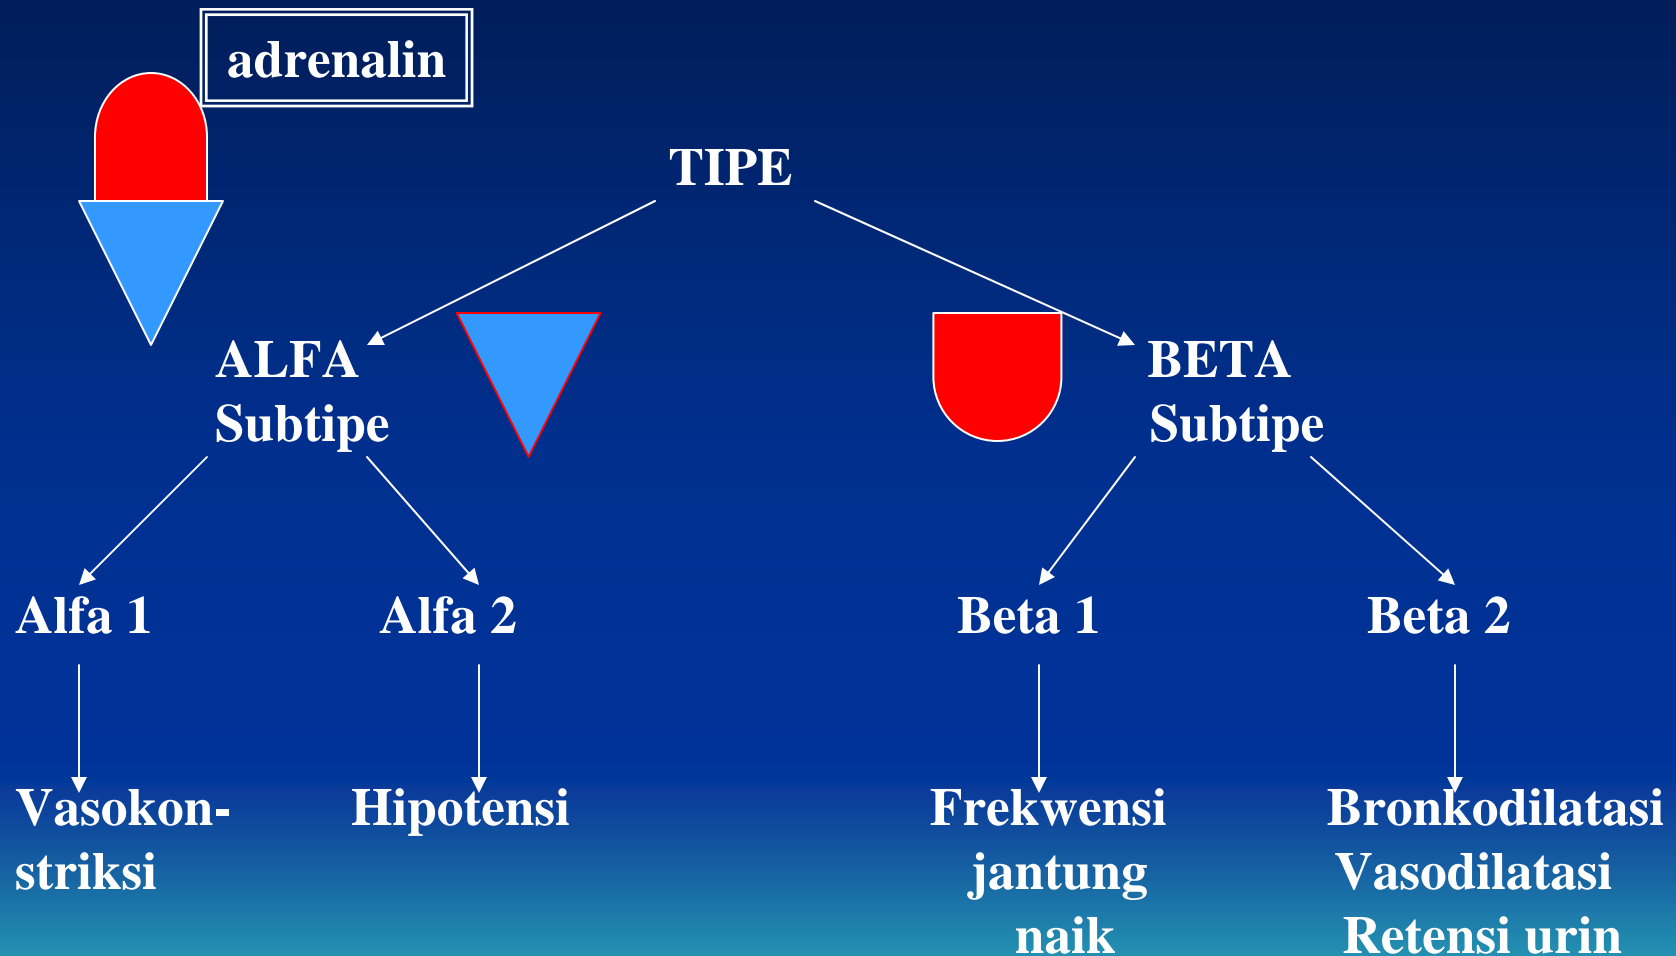 adrenalin
TIPE
ALFA
Subtipe
BETA
Subtipe
Alfa 1
Alfa 2
Beta 1
Beta 2
Vasokon-
striksi
Hipotensi
Frekwensi
jantung
naik
Bronkodilatasi
Vasodilatasi
Retensi urin